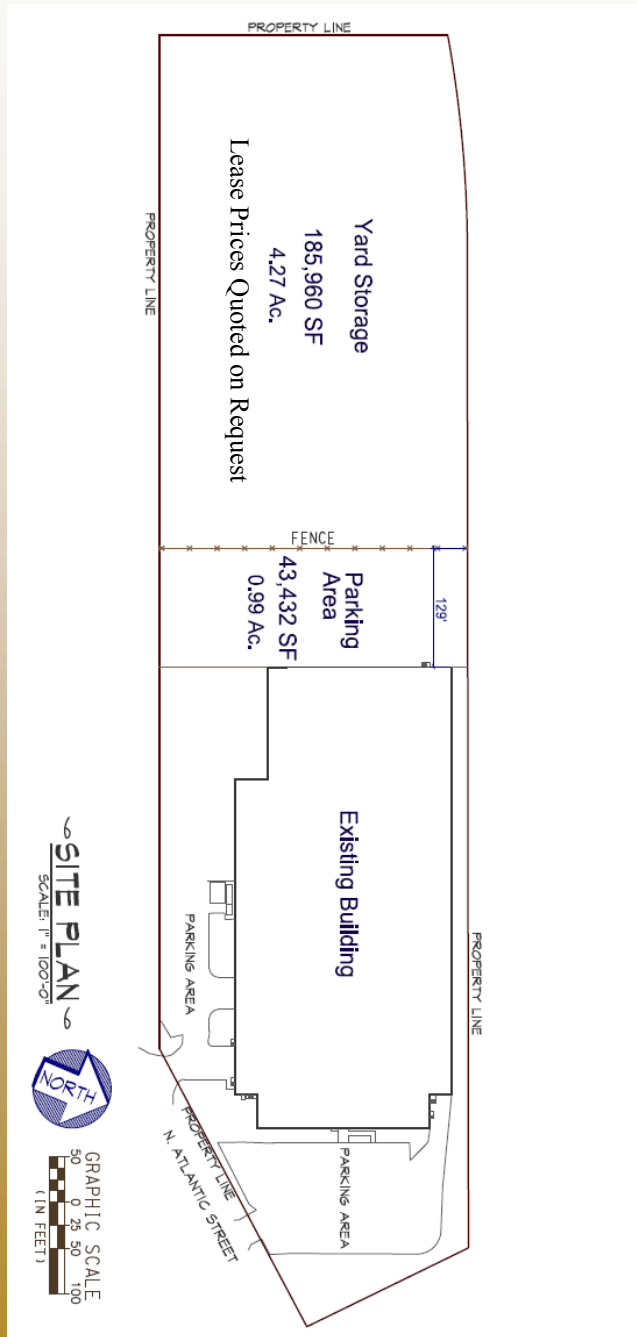 PROPERTY LINE
Yard Storage
185,960 SF
4.27 Ac.
Lease Prices Quoted on Request
PROPERTY LINE
FENCE
129'
Parking
Area
43,432 SF
0.99 Ac.
Existing Building
PROPERTY LINE
PARKING AREA
PARKING AREA
PROPERTY LINE
N. ATLANTIC STREET
~SITE PLAN~
SCALE: 1" = 100'-0"
NORTH
GRAPHIC SCALE
50 0 25 50 100
(IN FEET)